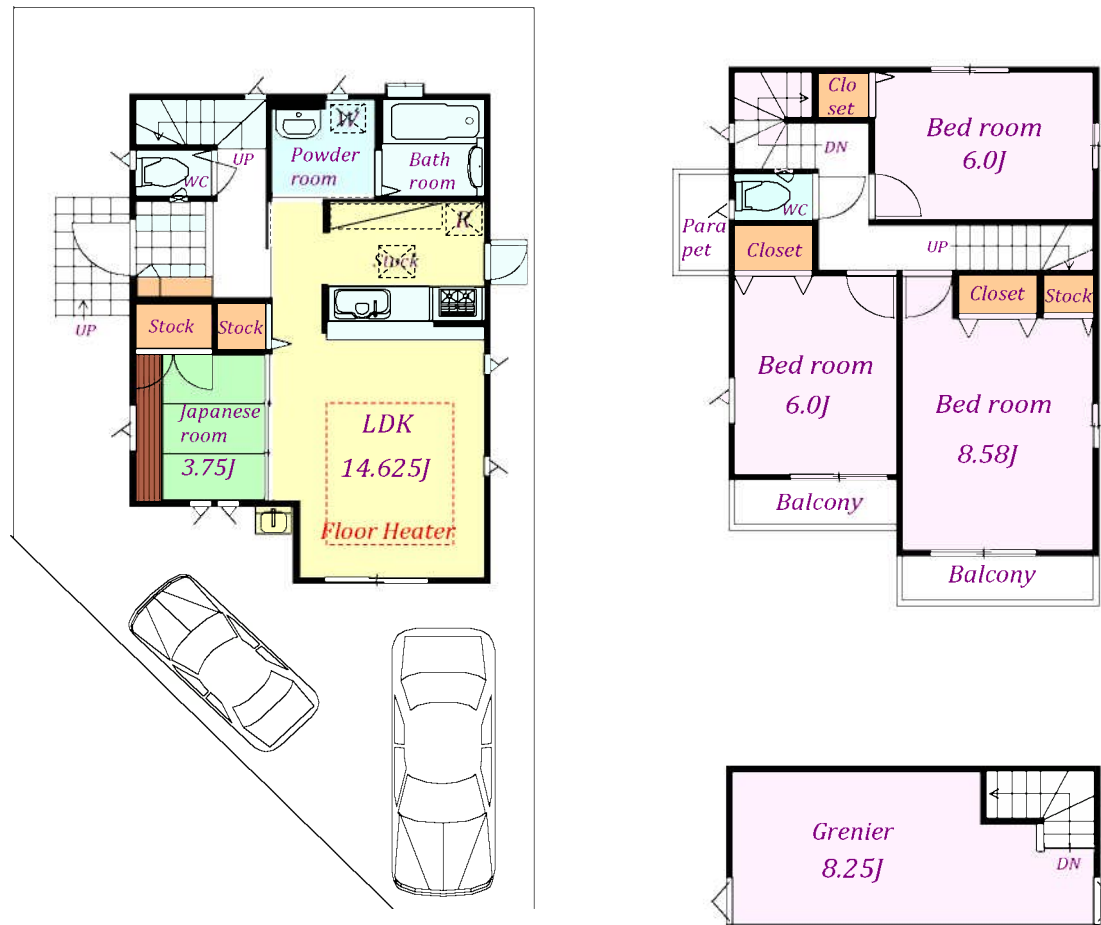 UP
WC
Powder
room
W
Bath
room
R
Stock
UP
Stock
Stock
Japanese
room
3.75J
LDK
14.625J
Floor Heater
Clo
set
Bed room
6.0J
DN
WC
Para
pet
Closet
UP
Closet
Stock
Bed room
6.0J
Bed room
8.58J
Balcony
Balcony
Grenier
8.25J
DN